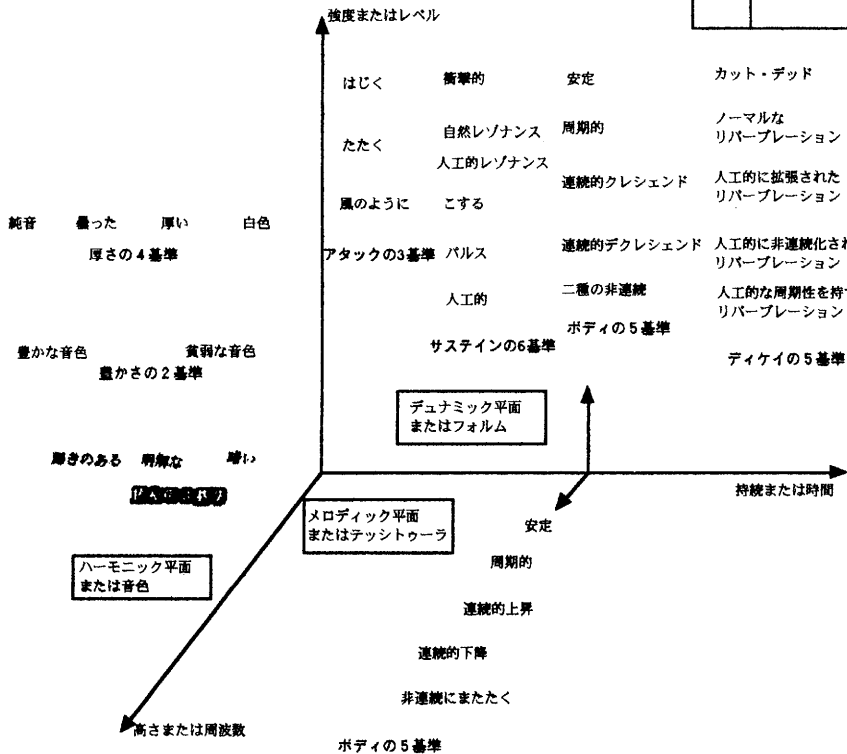 強度またはレベル
はじく
衝撃的
安定
カット・デッド
たたく
自然レゾナンス
人工的レゾナンス
周期的
ノーマルな
リバーブレーション
風のように
こする
連続的クレシェンド
人工的に拡張された
リバーブレーション
純音 曇った 厚い 白色
厚さの4基準
アタックの3基準
パルス
連続的デクレシェンド
人工的に非連続化され
リバーブレーション
人工的
二種の非連続
人工的な周期性を持
リバーブレーション
サステインの6基準
ボディの5基準
ディケイの5基準
豊かな音色 貧弱な音色
豊かさの2基準
デュナミック平面
またはフォルム
輝きのある 明解な 暗い
持続または時間
メロディック平面
またはテッシトゥーラ
ハーモニック平面
または音色
安定
周期的
連続的上昇
連続的下降
非連続にまたたく
高さまたは周波数
ボディの5基準